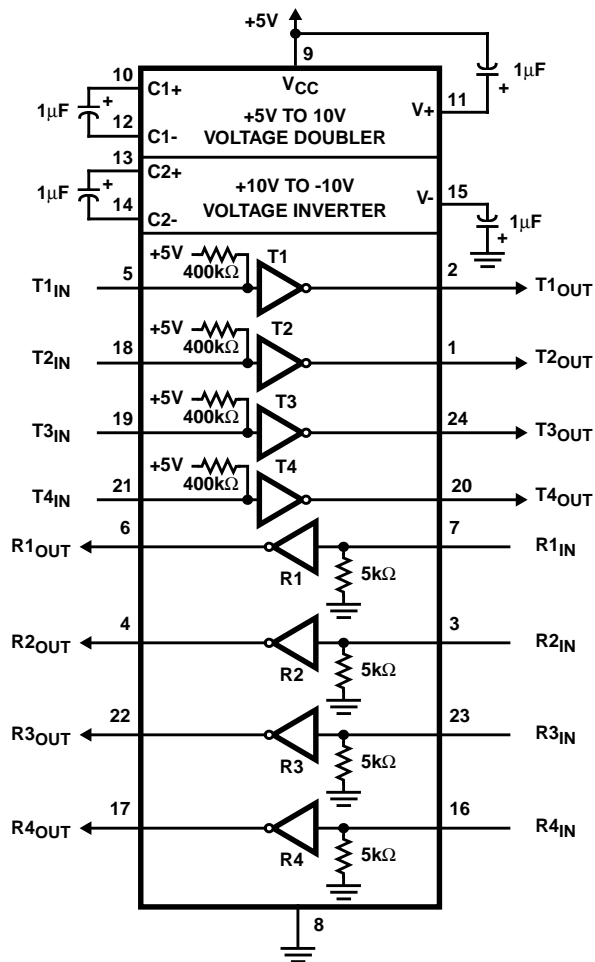 +5V
9
10
C1+
VCC
1µF
+
1µF
+
+5V TO 10V
V+
11
12
C1-
VOLTAGE DOUBLER
13
C2+
1µF
+
+10V TO -10V
V-
15
14
C2-
VOLTAGE INVERTER
1µF
+
+5V
400kΩ
T1
T1IN
5
2
T1OUT
+5V
400kΩ
T2
T2IN
18
1
T2OUT
+5V
400kΩ
T3
T3IN
19
24
T3OUT
+5V
400kΩ
T4
T4IN
21
20
T4OUT
R1OUT
6
7
R1IN
R1
5kΩ
R2OUT
4
3
R2IN
R2
5kΩ
R3OUT
22
23
R3IN
R3
5kΩ
R4OUT
17
16
R4IN
R4
5kΩ
8